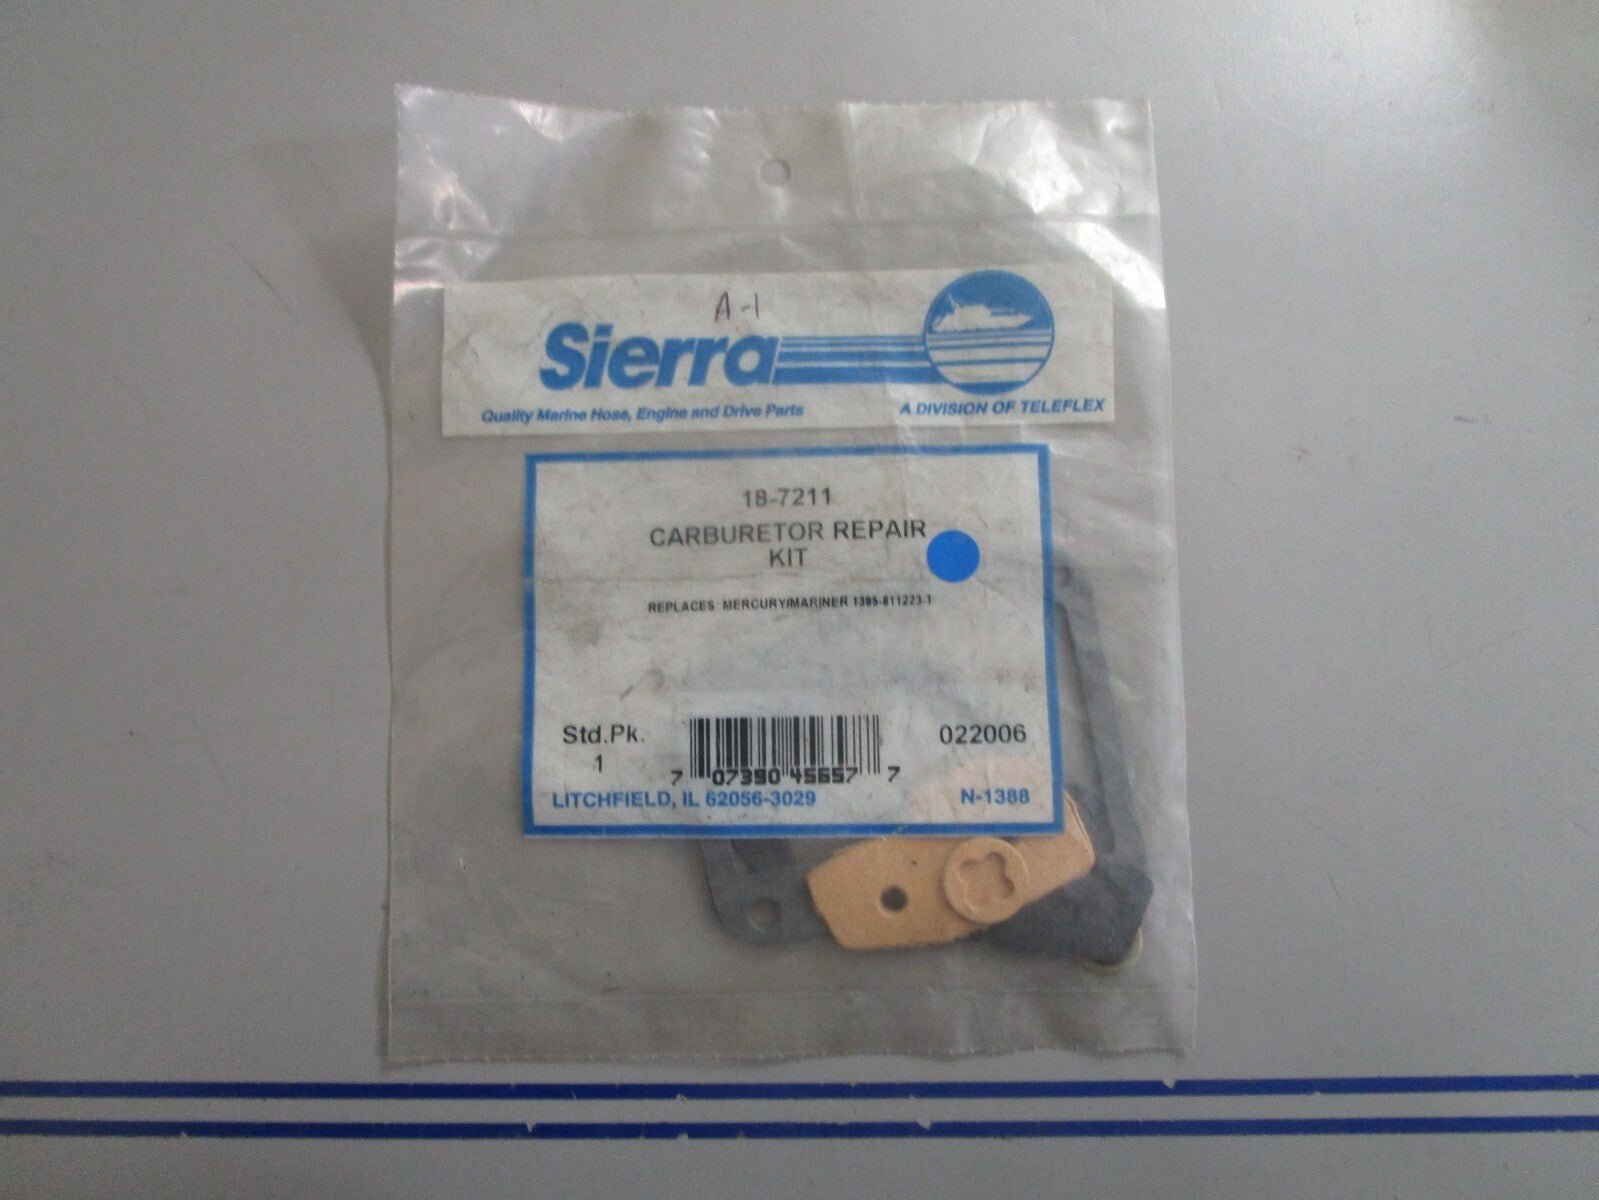 A-1
Sierra
Quality Marine Hose, Engine and Drive Parts
A DIVISION OF TELEFLEX
18-7211
CARBURETOR REPAIR
KIT
REPLACES: MERCURY/MARINER 1395-811223-1
Std.Pk.
1
022006
7 07390 45657 7
LITCHFIELD, IL 62056-3029
N-1388